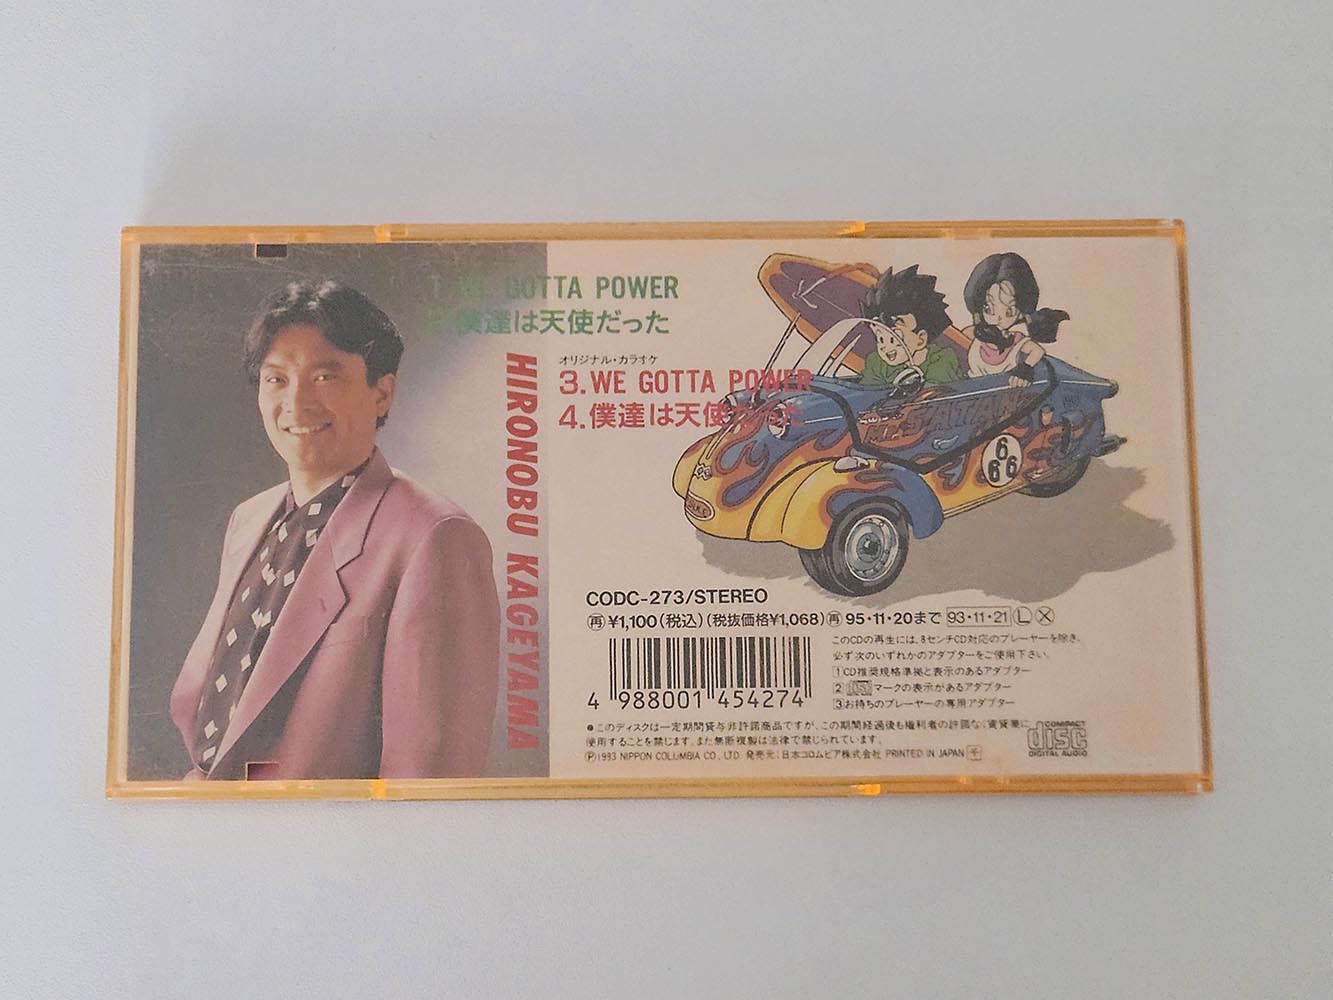 1. WE GOTTA POWER
2. 僕達は天使だった
HIRONOBU KAGEYAMA
オリジナル・カラオケ
3. WE GOTTA POWER
4. 僕達は天使だった
Mr. SATAN
6
66
CODC-273/STEREO
再¥1,100(税込)(税抜価格¥1,068) 再 95・11・20まで 93・11・21 L X
このCDの再生には、8センチCD対応のプレーヤーを除き、
必ず次のいずれかのアダプターをご使用下さい。
1 CD推奨規格準拠と表示のあるアダプター
2 マークの表示があるアダプター
3 お持ちのプレーヤーの専用アダプター
4 988001 454274
●このディスクは一定期間貸与非許諾商品ですが、この期間経過後も権利者の許諾なく賃貸業に
使用することを禁じます。また無断複製は法律で禁じられています。
Ⓟ1993 NIPPON COLUMBIA CO., LTD. 発売元:日本コロムビア株式会社 PRINTED IN JAPAN
COMPACT
disc
DIGITAL AUDIO